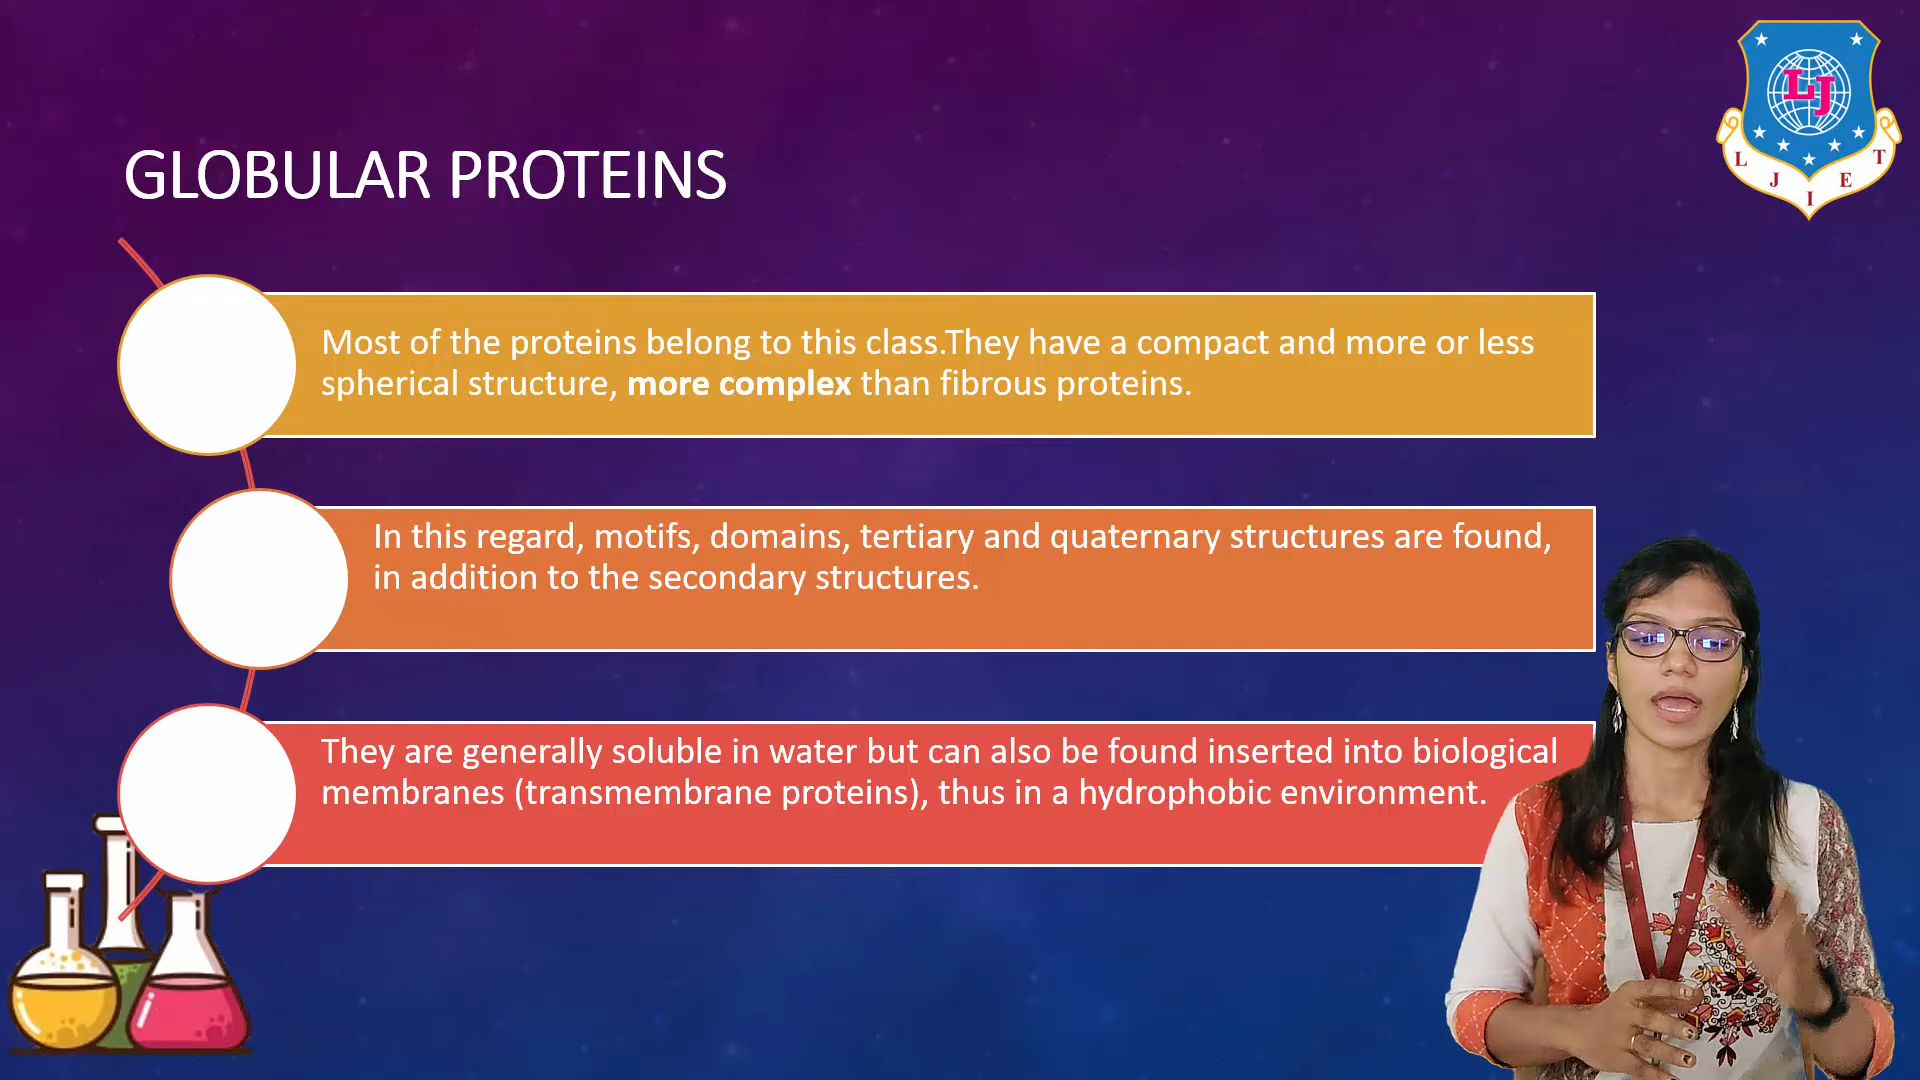 GLOBULAR PROTEINS
Most of the proteins belong to this class.They have a compact and more or less
spherical structure, more complex than fibrous proteins.
In this regard, motifs, domains, tertiary and quaternary structures are found,
in addition to the secondary structures.
They are generally soluble in water but can also be found inserted into biological
membranes (transmembrane proteins), thus in a hydrophobic environment.
LJ
L J I E T